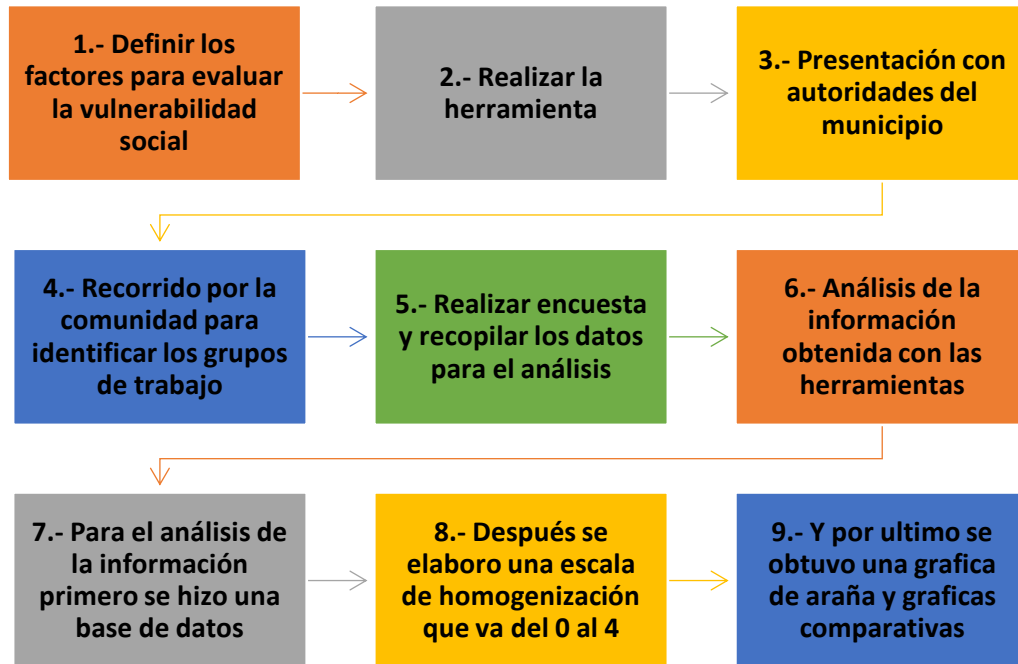 1.- Definir los
factores para evaluar
la vulnerabilidad
social
2.- Realizar la
herramienta
3.- Presentación con
autoridades del
municipio
4.- Recorrido por la
comunidad para
identificar los grupos
de trabajo
5.- Realizar encuesta
y recopilar los datos
para el análisis
6.- Análisis de la
información
obtenida con las
herramientas
7.- Para el análisis de
la información
primero se hizo una
base de datos
8.- Después se
elaboro una escala
de homogenización
que va del 0 al 4
9.- Y por ultimo se
obtuvo una grafica
de araña y graficas
comparativas